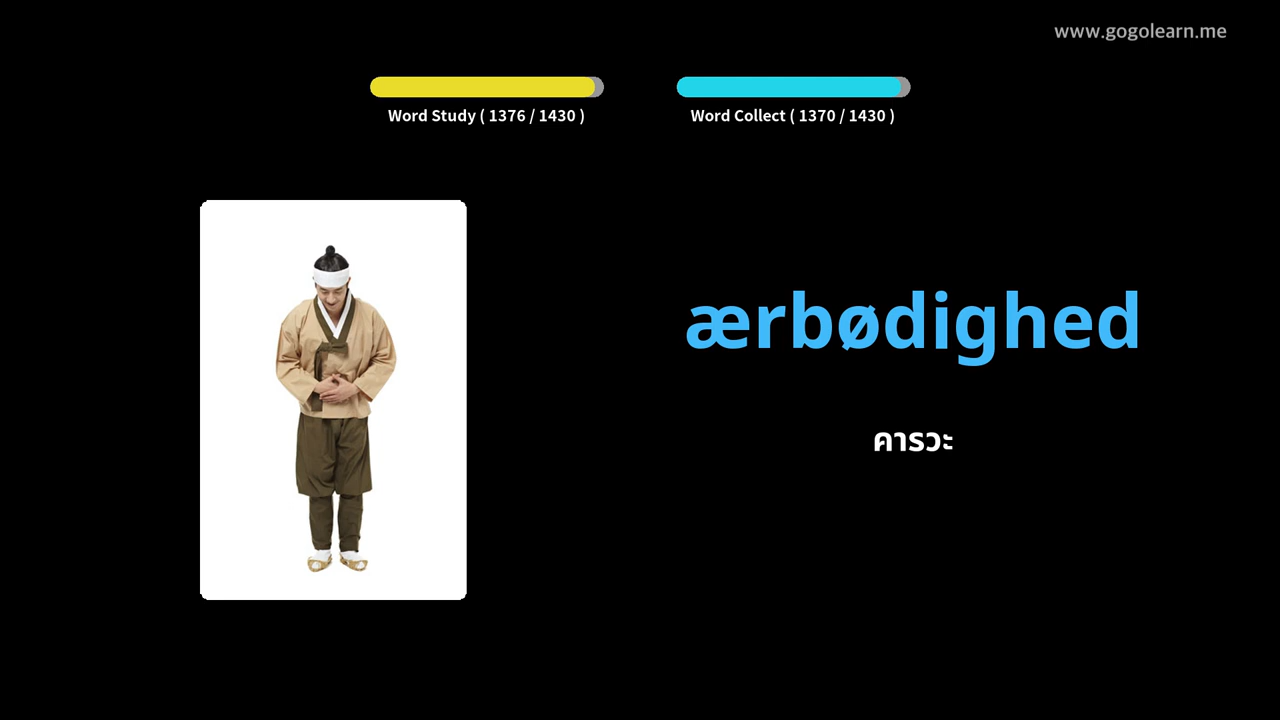 www.gogolearn.me
Word Study ( 1376 / 1430 )
Word Collect ( 1370 / 1430 )
ærbødighed
คารวะ